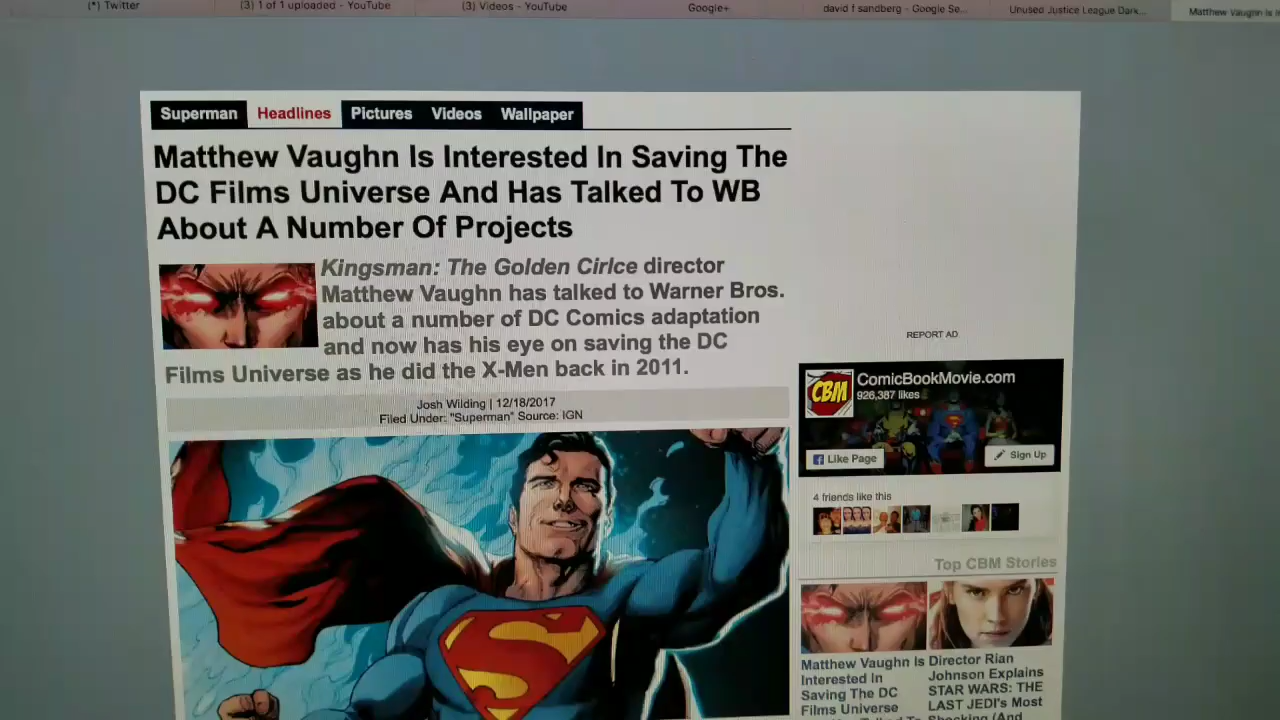 (*) Twitter
(3) 1 of 1 uploaded - YouTube
(3) Videos - YouTube
Google+
david f sandberg - Google Se...
Unused Justice League Dark...
Matthew Vaughn Is
Superman
Headlines
Pictures
Videos
Wallpaper
Matthew Vaughn Is Interested In Saving The
DC Films Universe And Has Talked To WB
About A Number Of Projects
Kingsman: The Golden Cirlce director
Matthew Vaughn has talked to Warner Bros.
about a number of DC Comics adaptation
and now has his eye on saving the DC
Films Universe as he did the X-Men back in 2011.
Josh Wilding | 12/18/2017
Filed Under: "Superman" Source: IGN
REPORT AD
CBM
ComicBookMovie.com
926,387 likes
Like Page
Sign Up
4 friends like this
Top CBM Stories
Matthew Vaughn Is
Interested In
Saving The DC
Films Universe
Director Rian
Johnson Explains
STAR WARS: THE
LAST JEDI's Most
Shocking (And